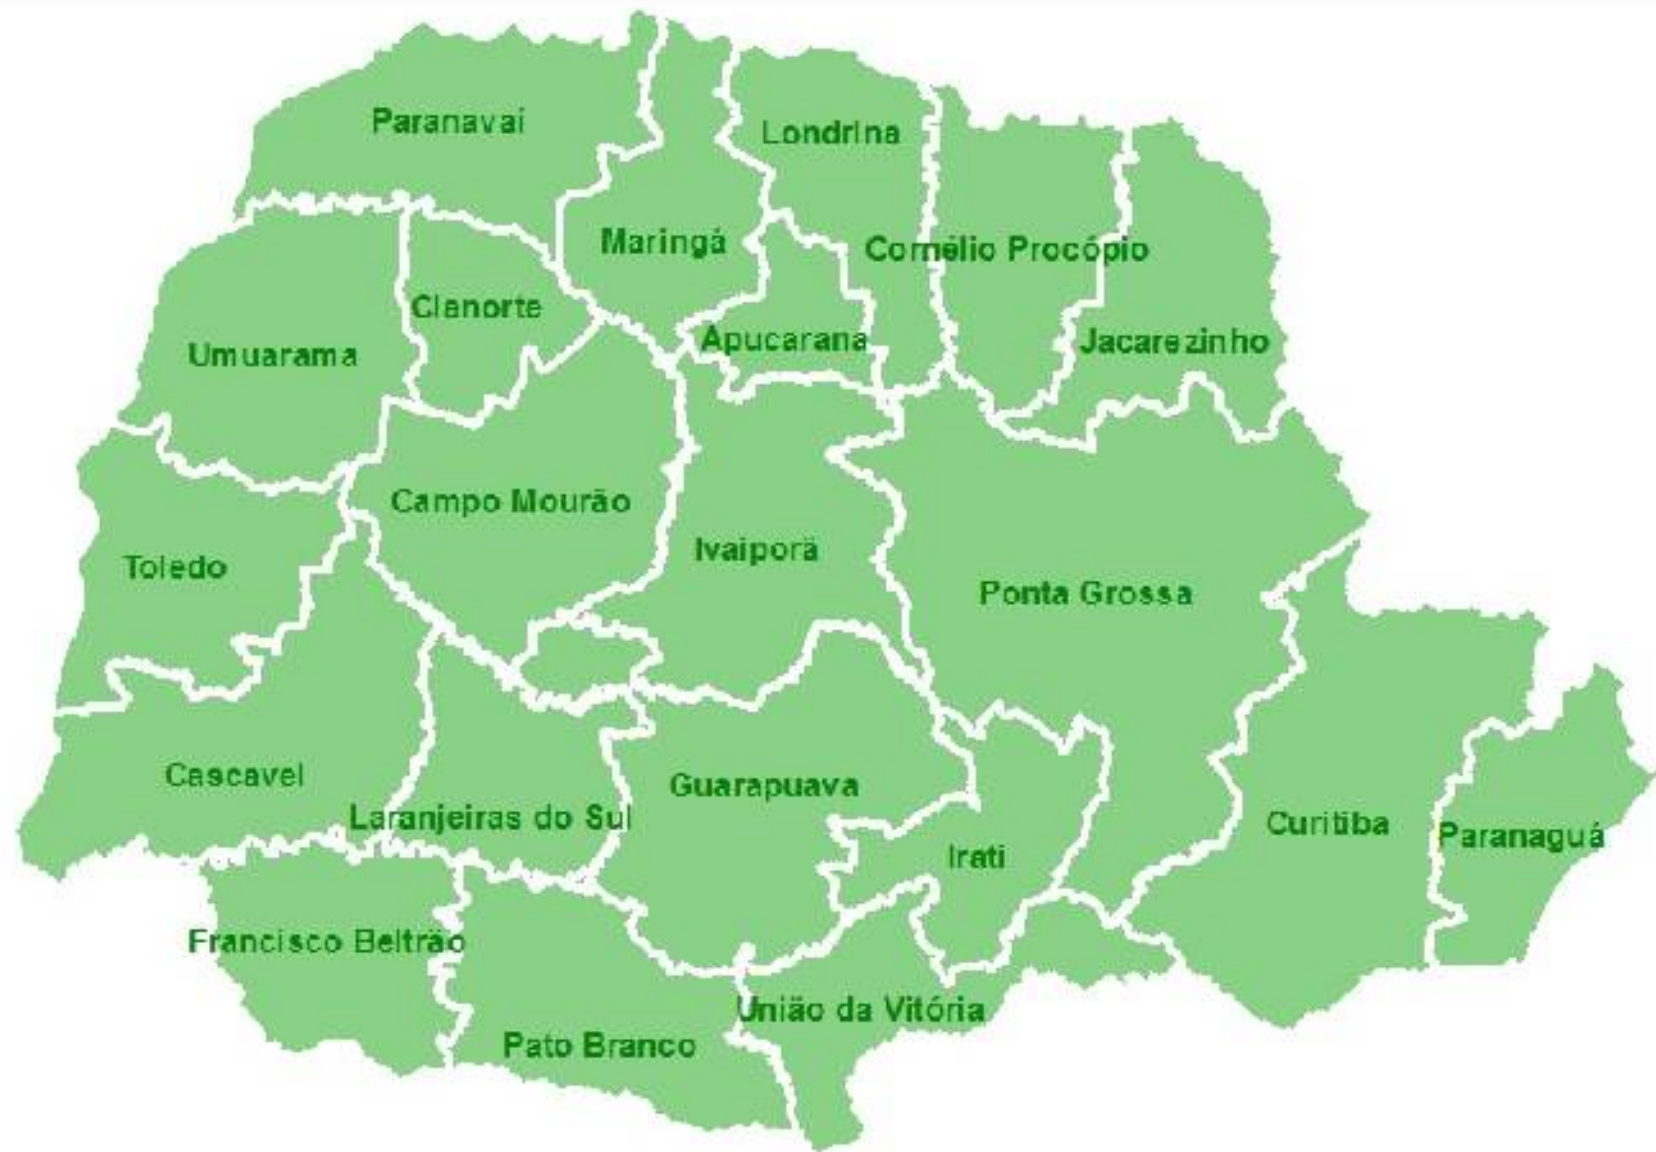 Paranavaí
Londrina
Maringá
Cornélio Procópio
Cianorte
Apucarana
Jacarezinho
Umuarama
Campo Mourão
Ivaiporã
Toledo
Ponta Grossa
Cascavel
Guarapuava
Laranjeiras do Sul
Curitiba
Paranaguá
Irati
Francisco Beltrão
União da Vitória
Pato Branco